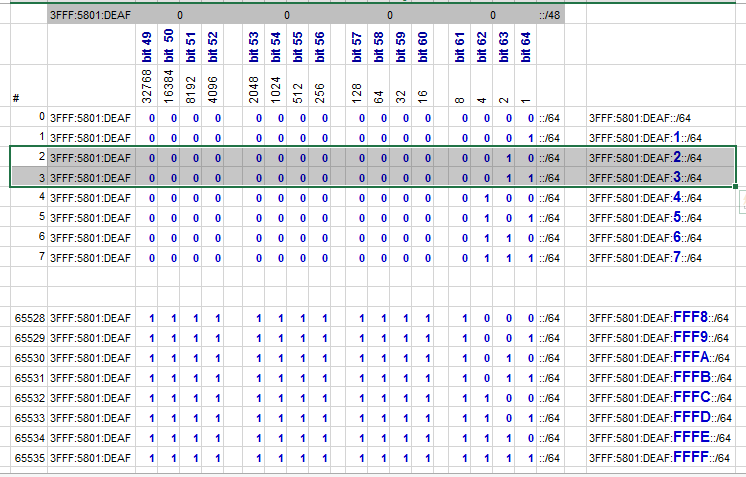 3FFF:5801:DEAF 0 0 0 0 ::/48
bit 49 bit 50 bit 51 bit 52 bit 53 bit 54 bit 55 bit 56 bit 57 bit 58 bit 59 bit 60 bit 61 bit 62 bit 63 bit 64
# 32768 16384 8192 4096 2048 1024 512 256 128 64 32 16 8 4 2 1
0 3FFF:5801:DEAF 0 0 0 0 0 0 0 0 0 0 0 0 0 0 0 0 ::/64 3FFF:5801:DEAF::/64
1 3FFF:5801:DEAF 0 0 0 0 0 0 0 0 0 0 0 0 0 0 0 1 ::/64 3FFF:5801:DEAF:1::/64
2 3FFF:5801:DEAF 0 0 0 0 0 0 0 0 0 0 0 0 0 0 1 0 ::/64 3FFF:5801:DEAF:2::/64
3 3FFF:5801:DEAF 0 0 0 0 0 0 0 0 0 0 0 0 0 0 1 1 ::/64 3FFF:5801:DEAF:3::/64
4 3FFF:5801:DEAF 0 0 0 0 0 0 0 0 0 0 0 0 0 1 0 0 ::/64 3FFF:5801:DEAF:4::/64
5 3FFF:5801:DEAF 0 0 0 0 0 0 0 0 0 0 0 0 0 1 0 1 ::/64 3FFF:5801:DEAF:5::/64
6 3FFF:5801:DEAF 0 0 0 0 0 0 0 0 0 0 0 0 0 1 1 0 ::/64 3FFF:5801:DEAF:6::/64
7 3FFF:5801:DEAF 0 0 0 0 0 0 0 0 0 0 0 0 0 1 1 1 ::/64 3FFF:5801:DEAF:7::/64
65528 3FFF:5801:DEAF 1 1 1 1 1 1 1 1 1 1 1 1 1 0 0 0 ::/64 3FFF:5801:DEAF:FFF8::/64
65529 3FFF:5801:DEAF 1 1 1 1 1 1 1 1 1 1 1 1 1 0 0 1 ::/64 3FFF:5801:DEAF:FFF9::/64
65530 3FFF:5801:DEAF 1 1 1 1 1 1 1 1 1 1 1 1 1 0 1 0 ::/64 3FFF:5801:DEAF:FFFA::/64
65531 3FFF:5801:DEAF 1 1 1 1 1 1 1 1 1 1 1 1 1 0 1 1 ::/64 3FFF:5801:DEAF:FFFB::/64
65532 3FFF:5801:DEAF 1 1 1 1 1 1 1 1 1 1 1 1 1 1 0 0 ::/64 3FFF:5801:DEAF:FFFC::/64
65533 3FFF:5801:DEAF 1 1 1 1 1 1 1 1 1 1 1 1 1 1 0 1 ::/64 3FFF:5801:DEAF:FFFD::/64
65534 3FFF:5801:DEAF 1 1 1 1 1 1 1 1 1 1 1 1 1 1 1 0 ::/64 3FFF:5801:DEAF:FFFE::/64
65535 3FFF:5801:DEAF 1 1 1 1 1 1 1 1 1 1 1 1 1 1 1 1 ::/64 3FFF:5801:DEAF:FFFF::/64